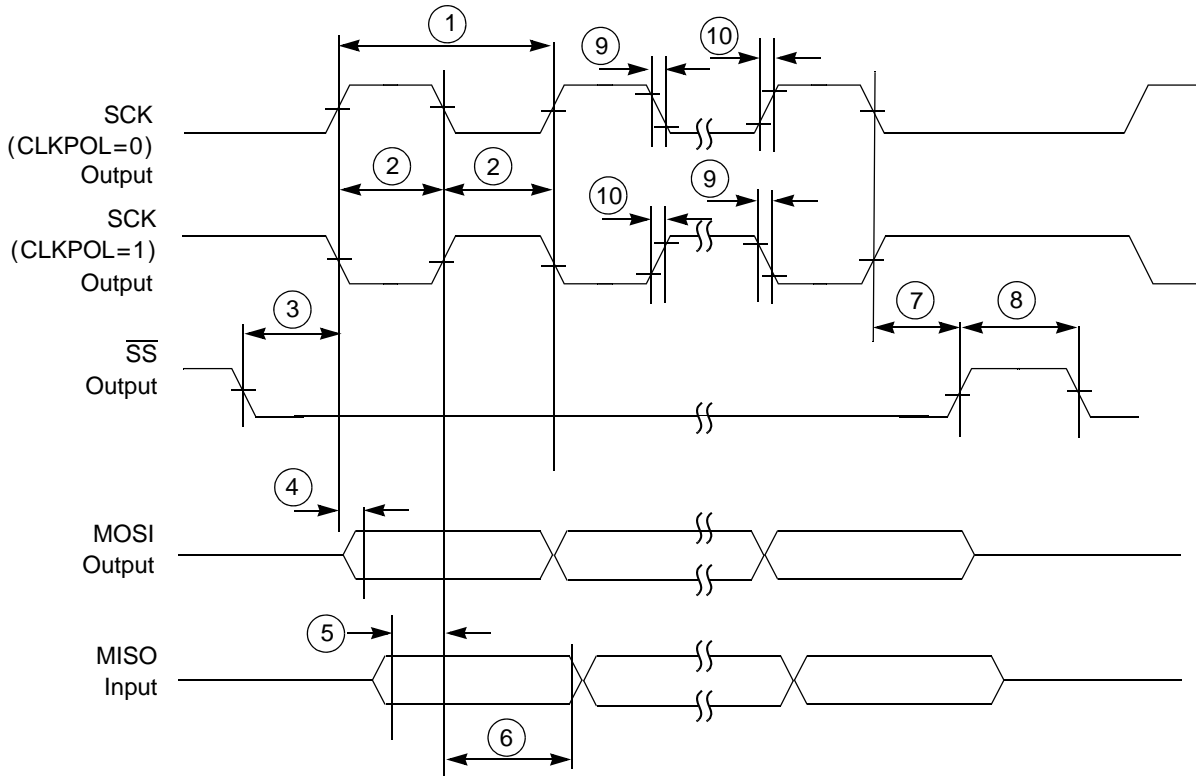 1
9
10
SCK
(CLKPOL=0)
Output
2
2
10
9
SCK
(CLKPOL=1)
Output
3
7
8
SS
Output
4
MOSI
Output
5
MISO
Input
6